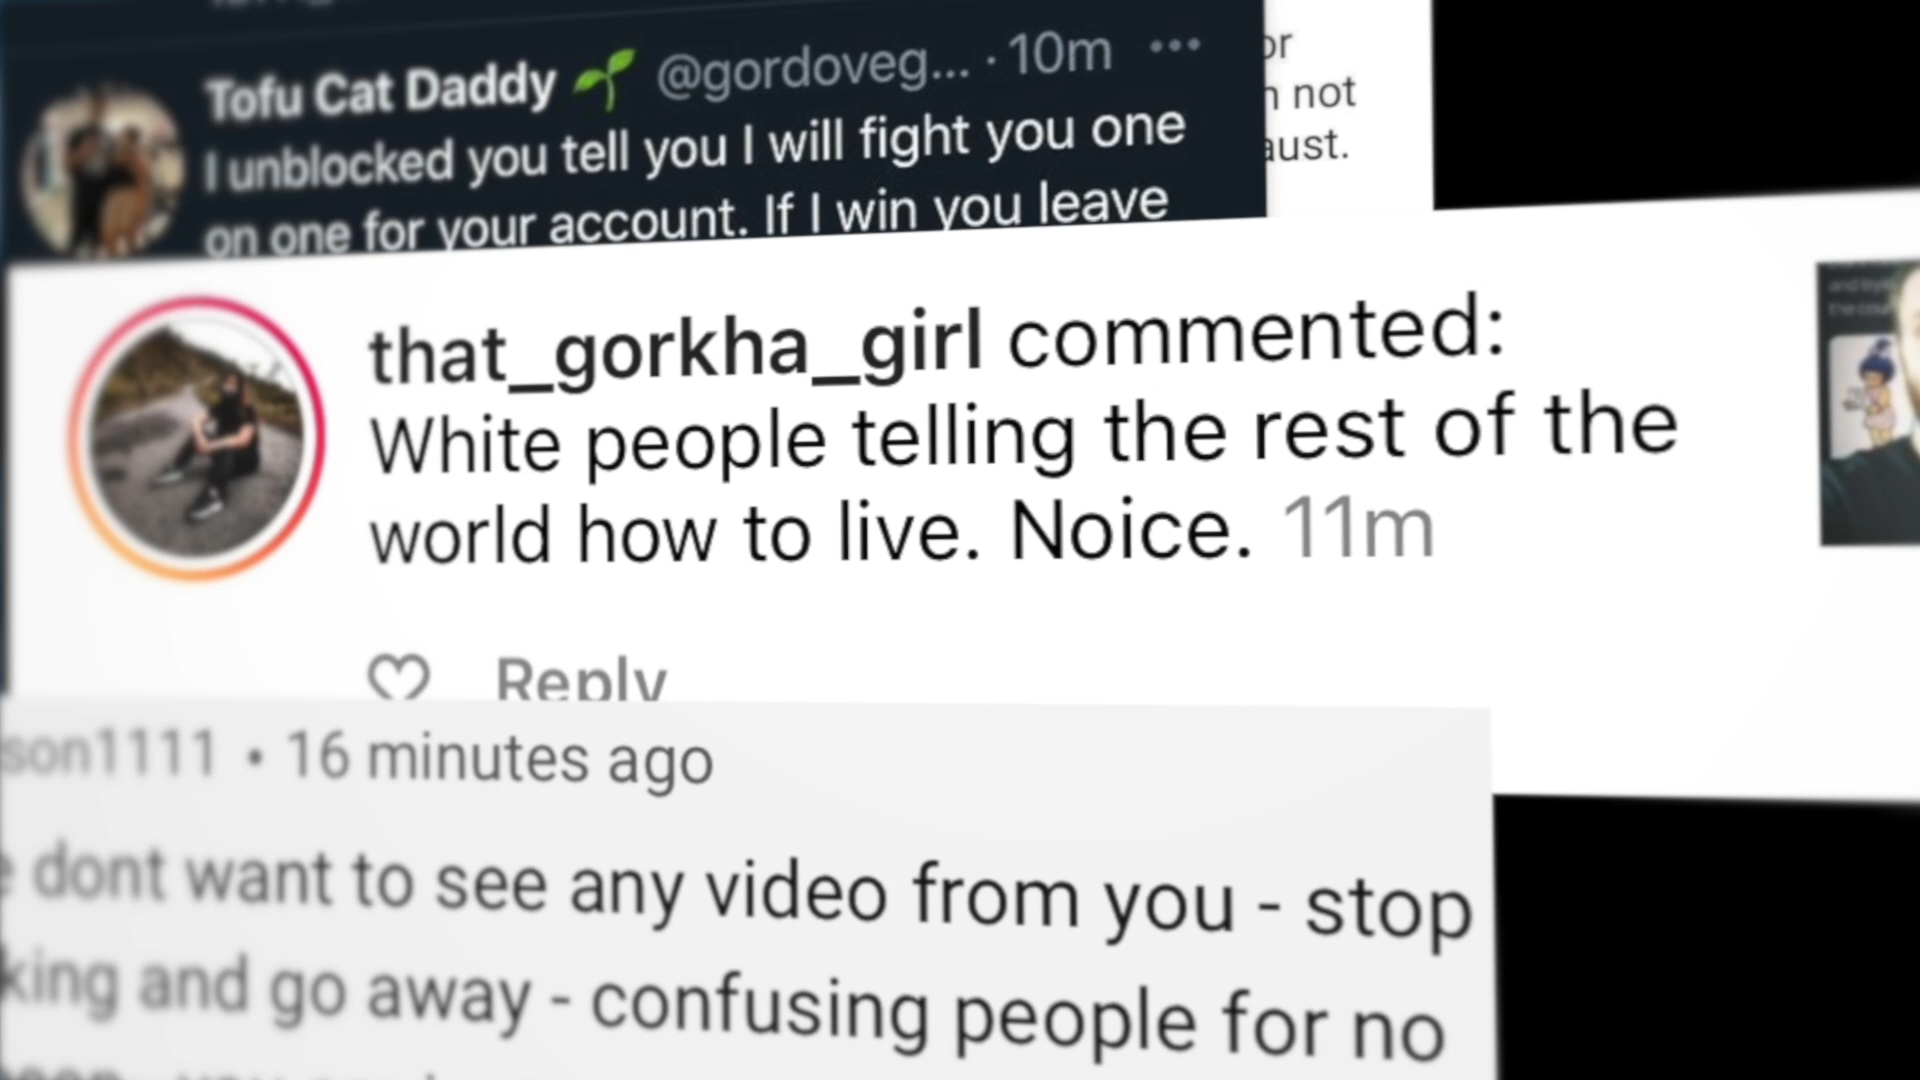 Tofu Cat Daddy 🌱 @gordoveg... · 10m ···
I unblocked you tell you I will fight you one
on one for your account. If I win you leave
or
not
that_gorkha_girl commented:
White people telling the rest of the
world how to live. Noice. 11m
Reply
son1111 • 16 minutes ago
dont want to see any video from you - stop
king and go away - confusing people for no